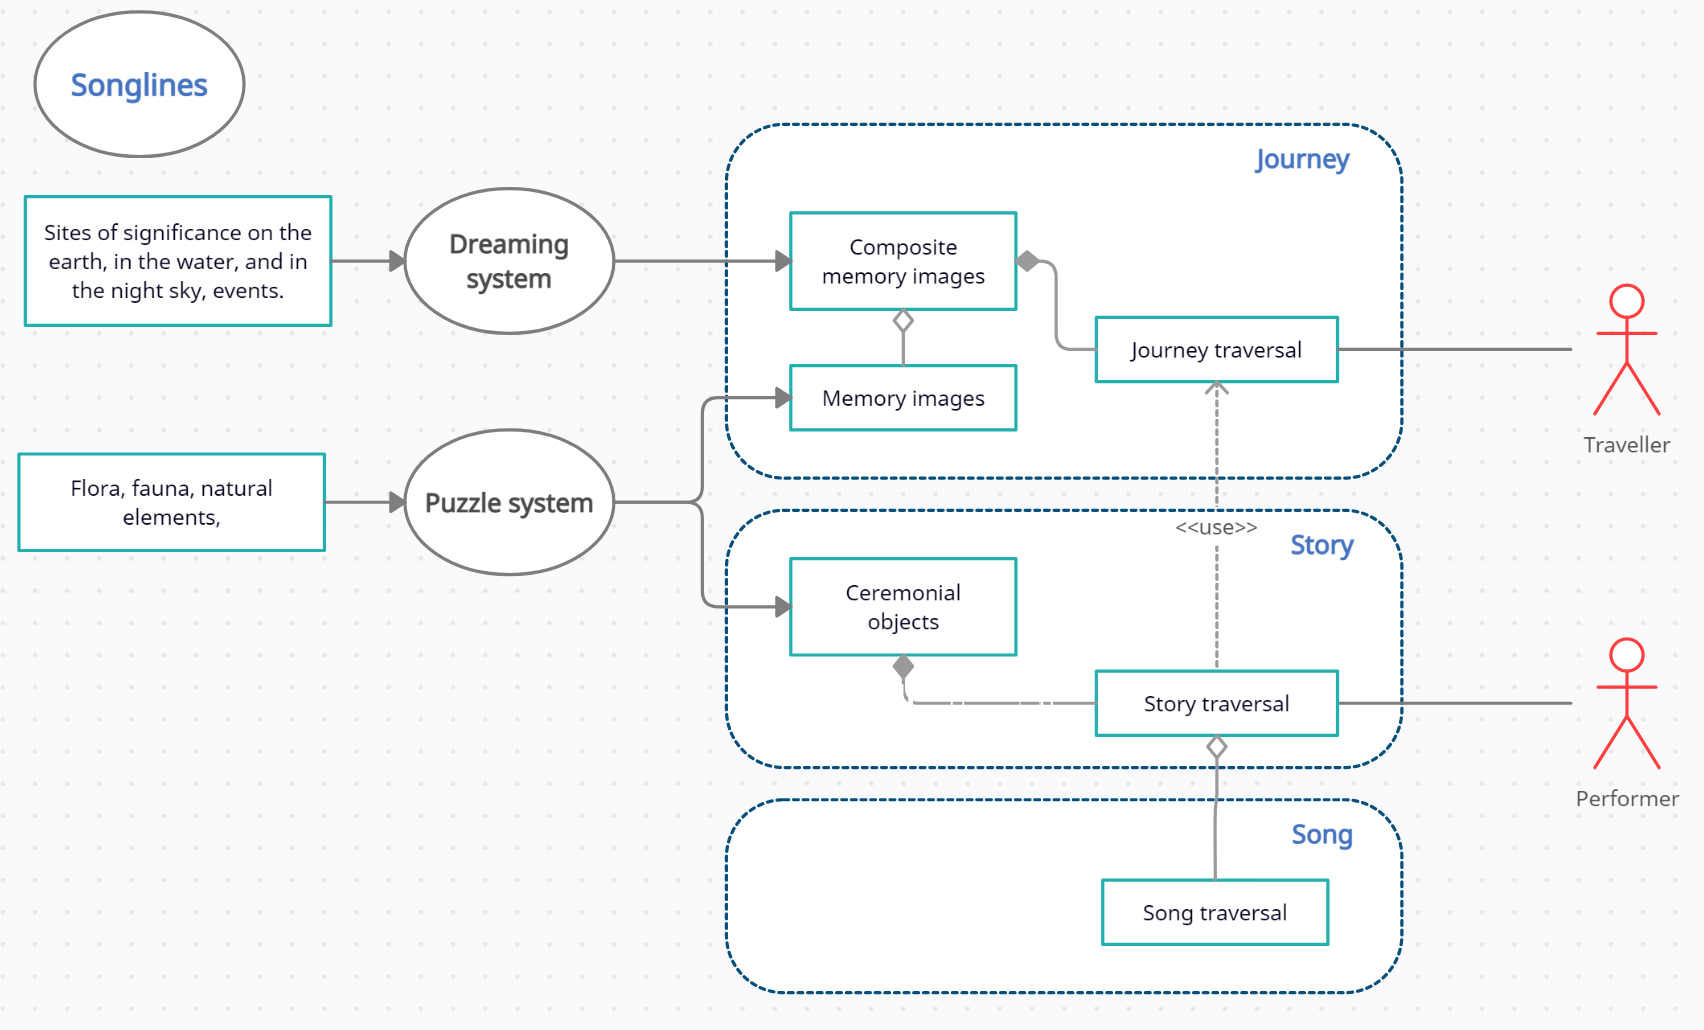 Songlines
Sites of significance on the
earth, in the water, and in
the night sky, events.
Dreaming
system
Flora, fauna, natural
elements,
Puzzle system
Journey
Composite
memory images
Memory images
Journey traversal
Traveller
<<use>>
Story
Ceremonial
objects
Story traversal
Performer
Song
Song traversal